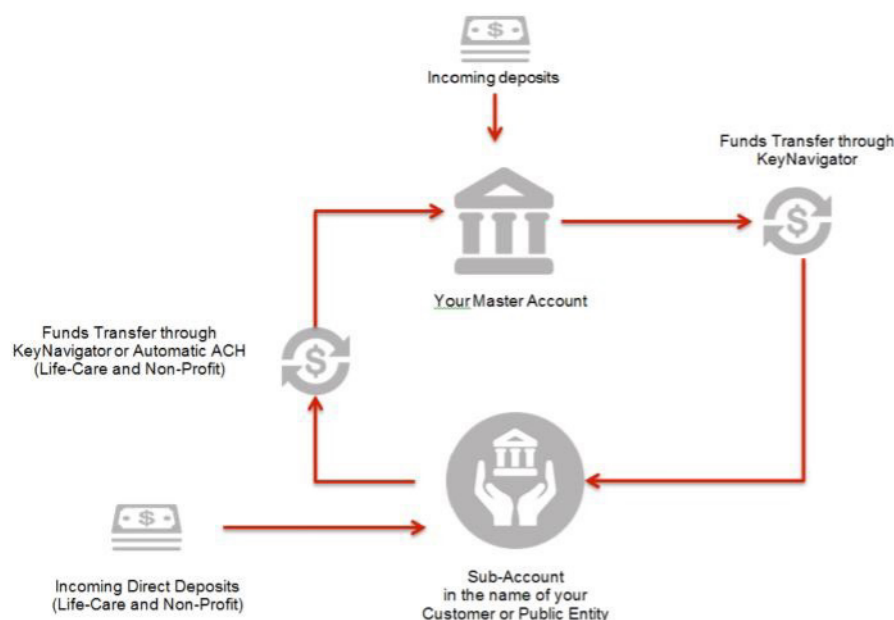 Incoming deposits
Funds Transfer through
KeyNavigator
Your Master Account
Funds Transfer through
KeyNavigator or Automatic ACH
(Life-Care and Non-Profit)
Incoming Direct Deposits
(Life-Care and Non-Profit)
Sub-Account
in the name of your
Customer or Public Entity